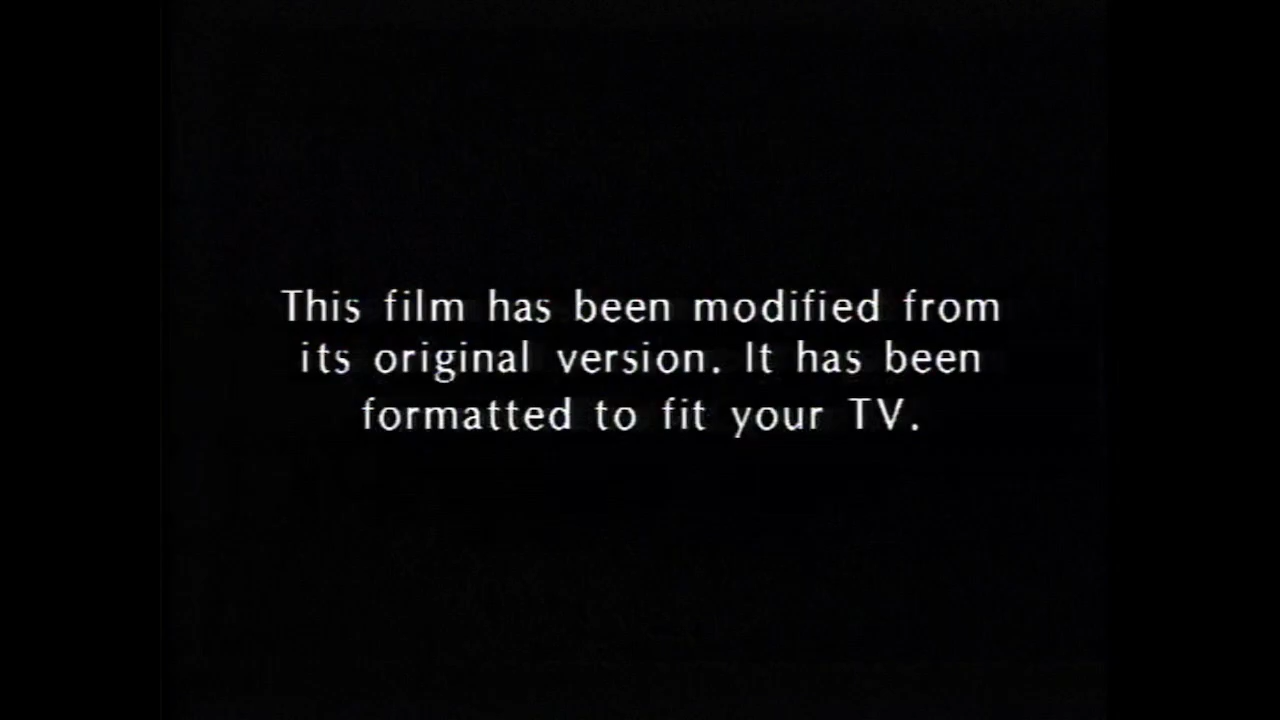 This film has been modified from
its original version. It has been
formatted to fit your TV.